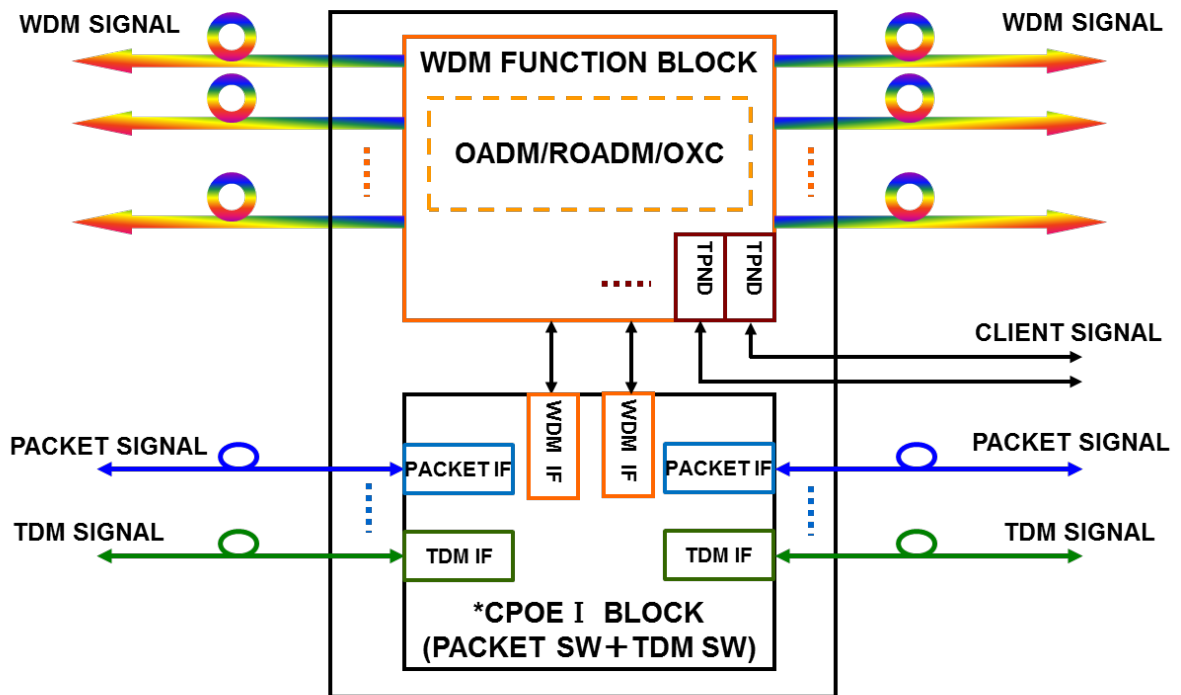 WDM SIGNAL
WDM SIGNAL
WDM FUNCTION BLOCK
OADM/ROADM/OXC
TPND
TPND
CLIENT SIGNAL
WDM IF
WDM IF
PACKET SIGNAL
PACKET SIGNAL
PACKET IF
PACKET IF
TDM SIGNAL
TDM SIGNAL
TDM IF
TDM IF
*CPOE Ⅰ BLOCK
(PACKET SW+TDM SW)